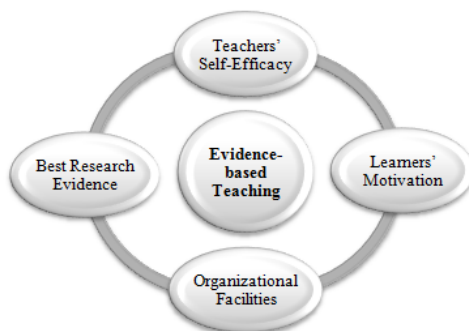 Teachers'
Self-Efficacy
Best Research
Evidence
Evidence-
based
Teaching
Learners'
Motivation
Organizational
Facilities